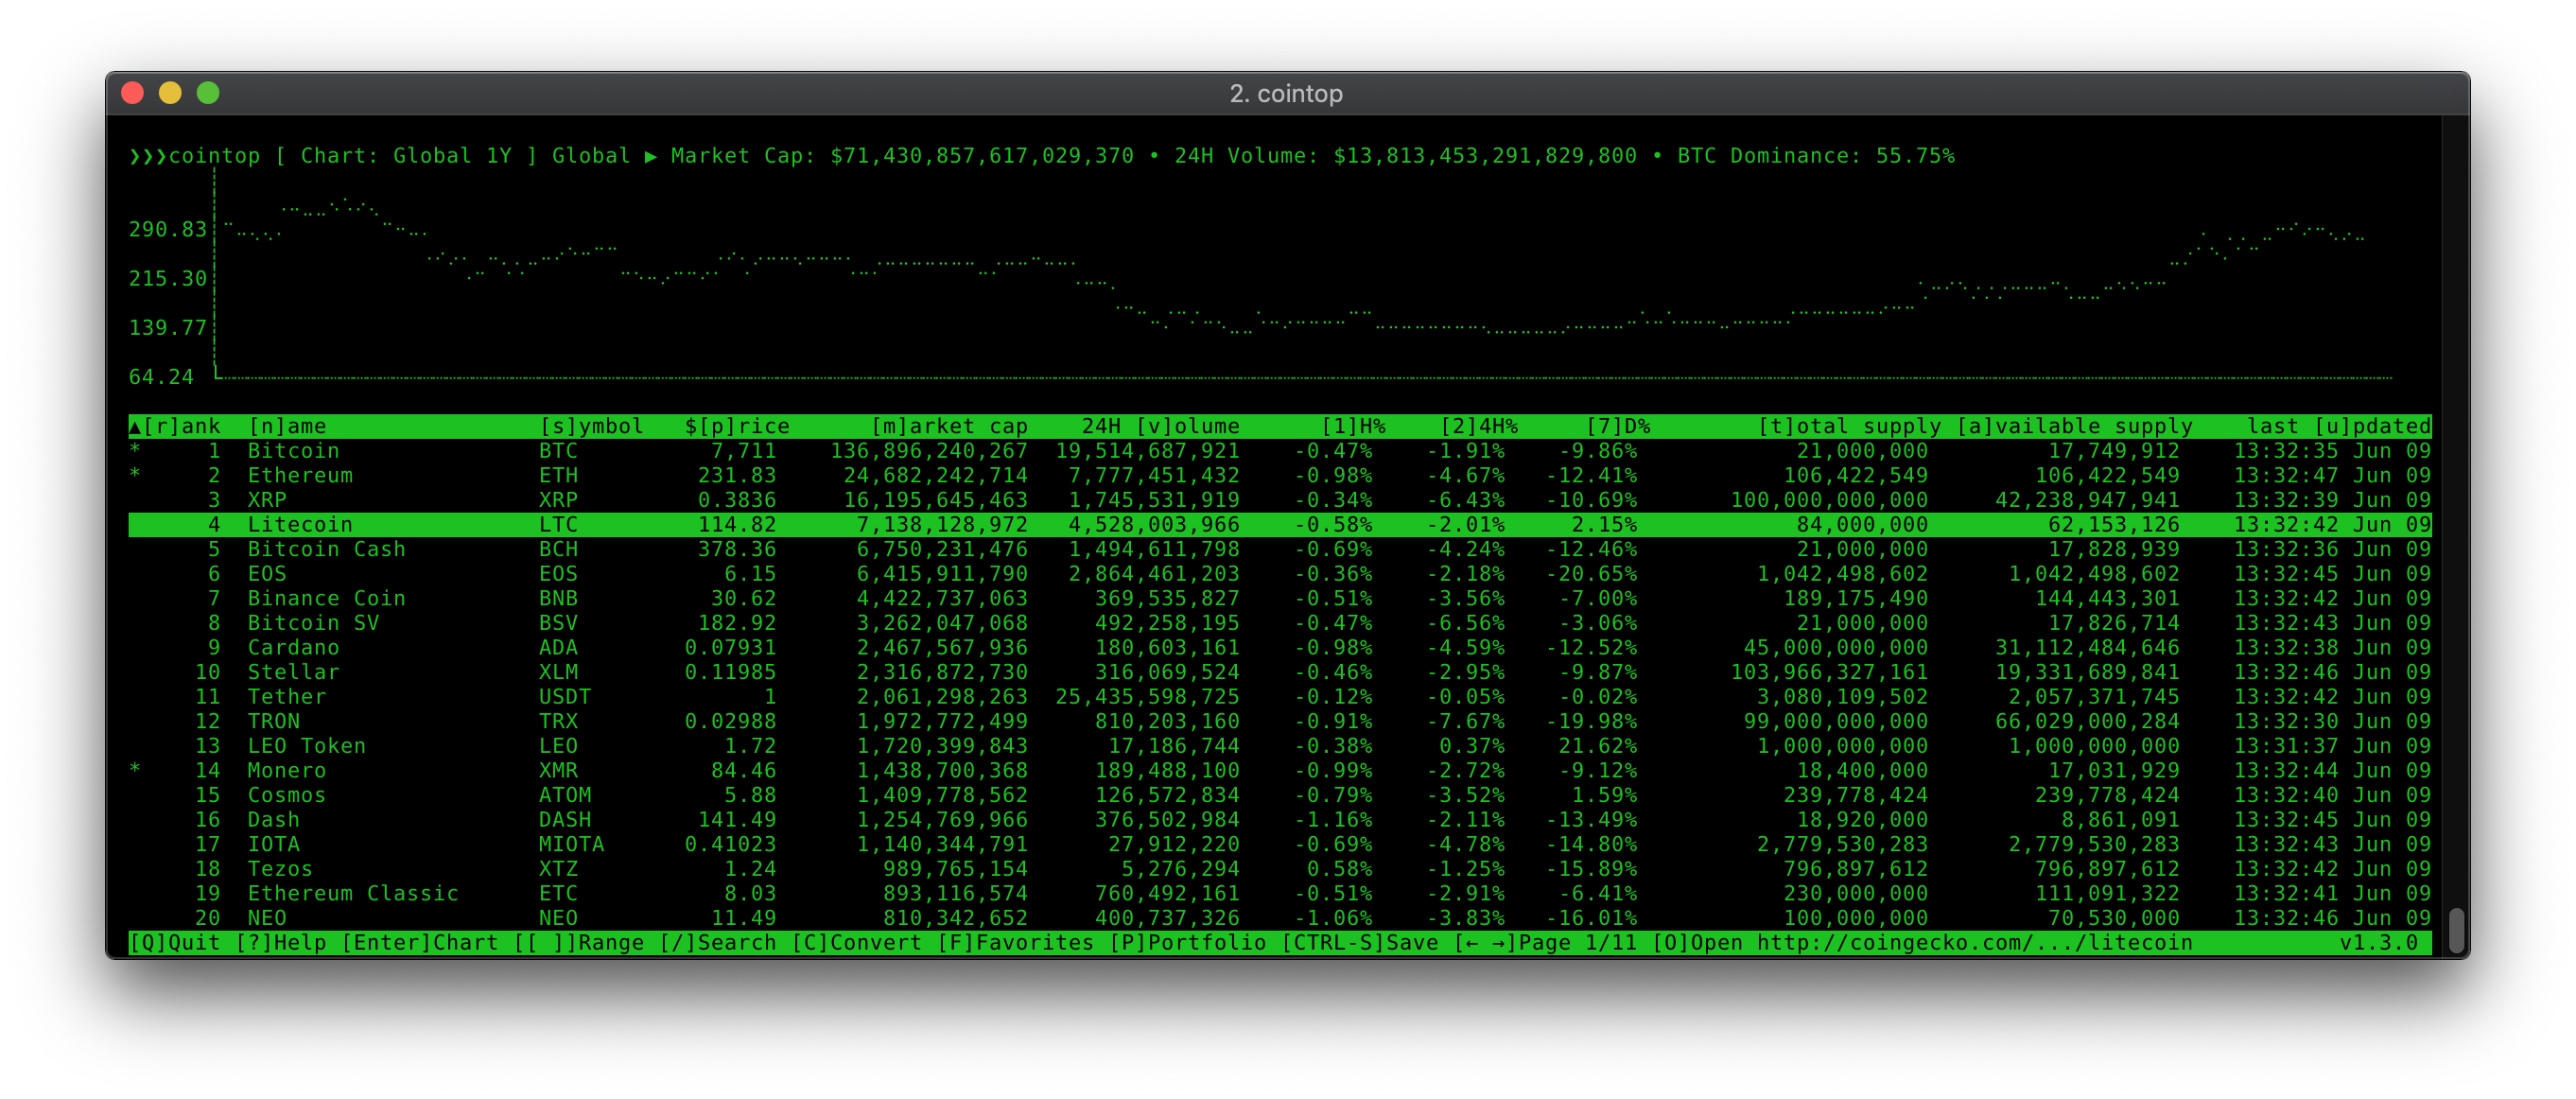 2. cointop
❯❯❯cointop [ Chart: Global 1Y ] Global ▶ Market Cap: $71,430,857,617,029,370 • 24H Volume: $13,813,453,291,829,800 • BTC Dominance: 55.75%
290.83
215.30
139.77
64.24
▲[r]ank [n]ame [s]ymbol $[p]rice [m]arket cap 24H [v]olume [1]H% [2]4H% [7]D% [t]otal supply [a]vailable supply last [u]pdated
* 1 Bitcoin BTC 7,711 136,896,240,267 19,514,687,921 -0.47% -1.91% -9.86% 21,000,000 17,749,912 13:32:35 Jun 09
* 2 Ethereum ETH 231.83 24,682,242,714 7,777,451,432 -0.98% -4.67% -12.41% 106,422,549 106,422,549 13:32:47 Jun 09
3 XRP XRP 0.3836 16,195,645,463 1,745,531,919 -0.34% -6.43% -10.69% 100,000,000,000 42,238,947,941 13:32:39 Jun 09
4 Litecoin LTC 114.82 7,138,128,972 4,528,003,966 -0.58% -2.01% 2.15% 84,000,000 62,153,126 13:32:42 Jun 09
5 Bitcoin Cash BCH 378.36 6,750,231,476 1,494,611,798 -0.69% -4.24% -12.46% 21,000,000 17,828,939 13:32:36 Jun 09
6 EOS EOS 6.15 6,415,911,790 2,864,461,203 -0.36% -2.18% -20.65% 1,042,498,602 1,042,498,602 13:32:45 Jun 09
7 Binance Coin BNB 30.62 4,422,737,063 369,535,827 -0.51% -3.56% -7.00% 189,175,490 144,443,301 13:32:42 Jun 09
8 Bitcoin SV BSV 182.92 3,262,047,068 492,258,195 -0.47% -6.56% -3.06% 21,000,000 17,826,714 13:32:43 Jun 09
9 Cardano ADA 0.07931 2,467,567,936 180,603,161 -0.98% -4.59% -12.52% 45,000,000,000 31,112,484,646 13:32:38 Jun 09
10 Stellar XLM 0.11985 2,316,872,730 316,069,524 -0.46% -2.95% -9.87% 103,966,327,161 19,331,689,841 13:32:46 Jun 09
11 Tether USDT 1 2,061,298,263 25,435,598,725 -0.12% -0.05% -0.02% 3,080,109,502 2,057,371,745 13:32:42 Jun 09
12 TRON TRX 0.02988 1,972,772,499 810,203,160 -0.91% -7.67% -19.98% 99,000,000,000 66,029,000,284 13:32:30 Jun 09
13 LEO Token LEO 1.72 1,720,399,843 17,186,744 -0.38% 0.37% 21.62% 1,000,000,000 1,000,000,000 13:31:37 Jun 09
* 14 Monero XMR 84.46 1,438,700,368 189,488,100 -0.99% -2.72% -9.12% 18,400,000 17,031,929 13:32:44 Jun 09
15 Cosmos ATOM 5.88 1,409,778,562 126,572,834 -0.79% -3.52% 1.59% 239,778,424 239,778,424 13:32:40 Jun 09
16 Dash DASH 141.49 1,254,769,966 376,502,984 -1.16% -2.11% -13.49% 18,920,000 8,861,091 13:32:45 Jun 09
17 IOTA MIOTA 0.41023 1,140,344,791 27,912,220 -0.69% -4.78% -14.80% 2,779,530,283 2,779,530,283 13:32:43 Jun 09
18 Tezos XTZ 1.24 989,765,154 5,276,294 0.58% -1.25% -15.89% 796,897,612 796,897,612 13:32:42 Jun 09
19 Ethereum Classic ETC 8.03 893,116,574 760,492,161 -0.51% -2.91% -6.41% 230,000,000 111,091,322 13:32:41 Jun 09
20 NEO NEO 11.49 810,342,652 400,737,326 -1.06% -3.83% -16.01% 100,000,000 70,530,000 13:32:46 Jun 09
[Q]Quit [?]Help [Enter]Chart [[ ]]Range [/]Search [C]Convert [F]Favorites [P]Portfolio [CTRL-S]Save [← →]Page 1/11 [O]Open http://coingecko.com/.../litecoin v1.3.0